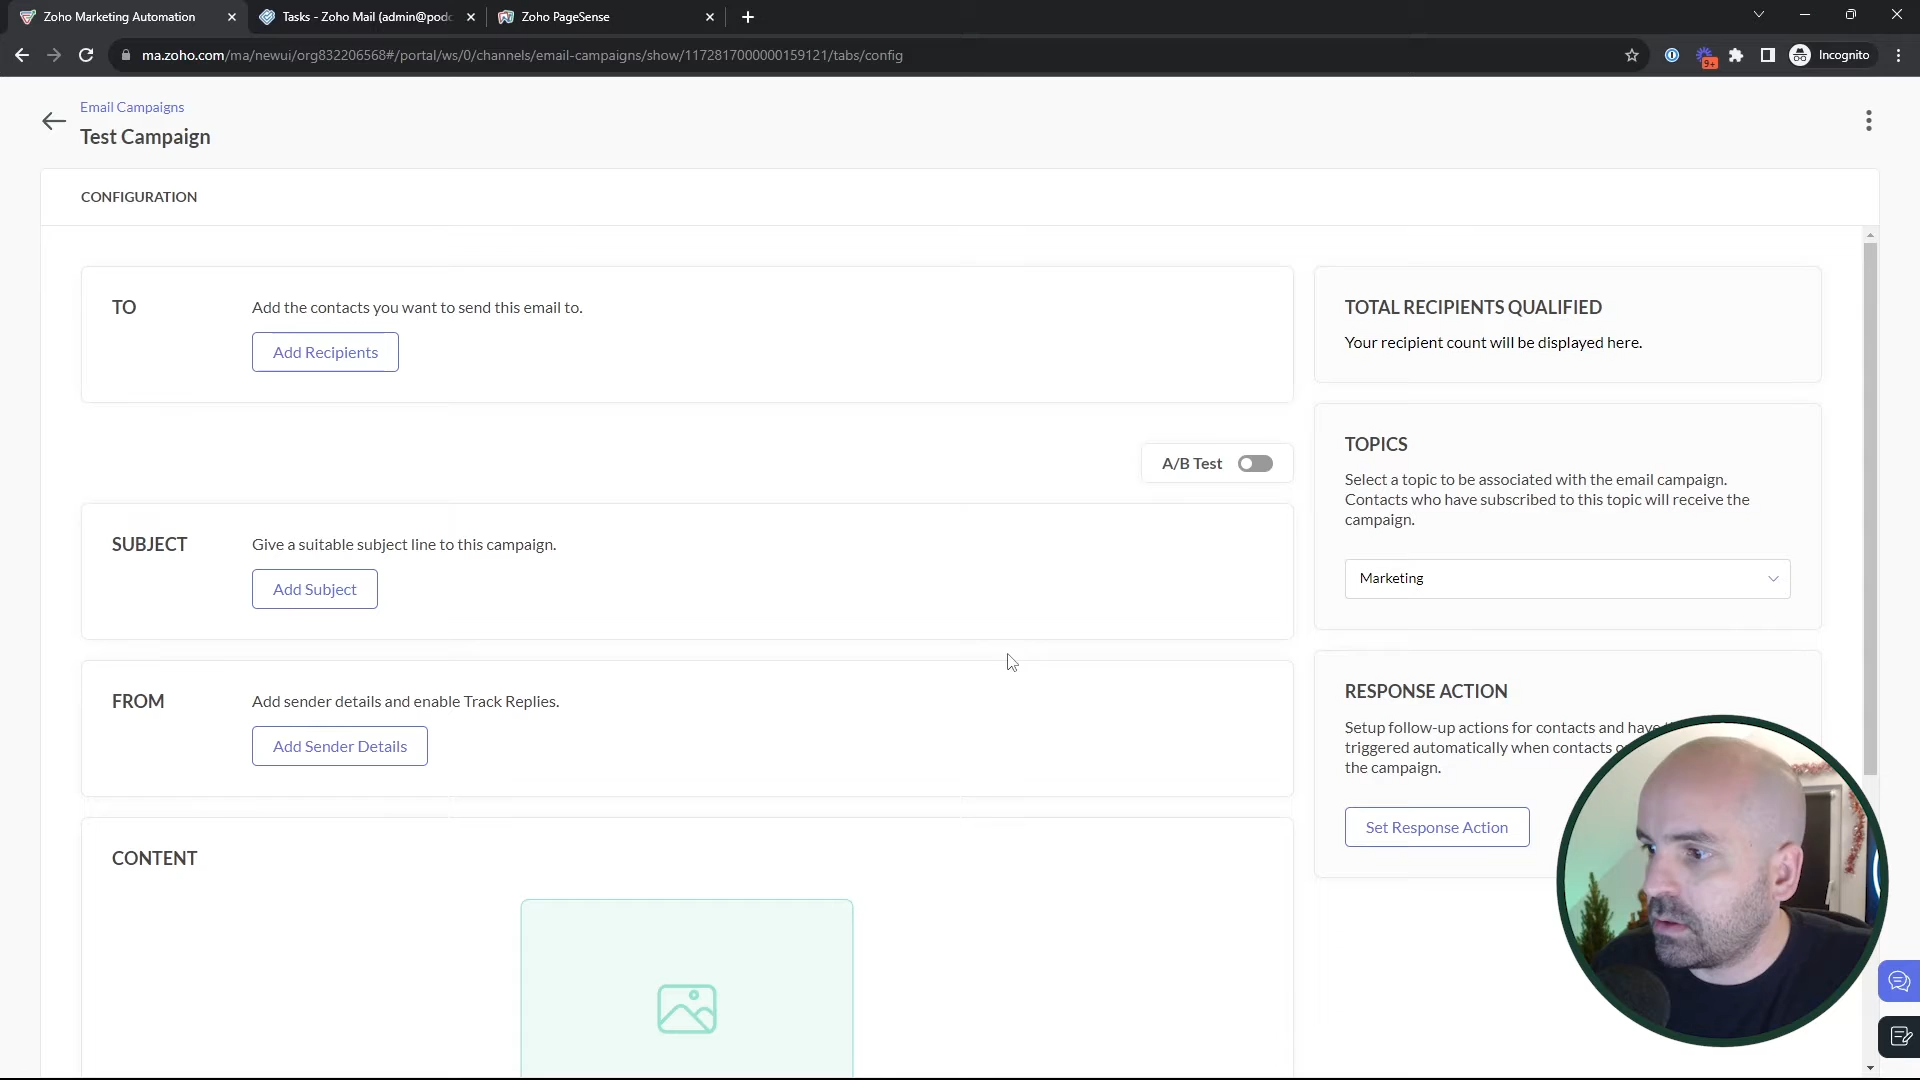 Zoho Marketing Automation
Tasks - Zoho Mail (admin@podc
Zoho PageSense
ma.zoho.com/ma/newui/org832206568#/portal/ws/0/channels/email-campaigns/show/1172817000000159121/tabs/config
9+
Incognito
Email Campaigns
Test Campaign
CONFIGURATION
TO
Add the contacts you want to send this email to.
Add Recipients
TOTAL RECIPIENTS QUALIFIED
Your recipient count will be displayed here.
A/B Test
TOPICS
Select a topic to be associated with the email campaign.
Contacts who have subscribed to this topic will receive the
campaign.
Marketing
SUBJECT
Give a suitable subject line to this campaign.
Add Subject
FROM
Add sender details and enable Track Replies.
Add Sender Details
RESPONSE ACTION
Setup follow-up actions for contacts and have
triggered automatically when contacts
the campaign.
Set Response Action
CONTENT